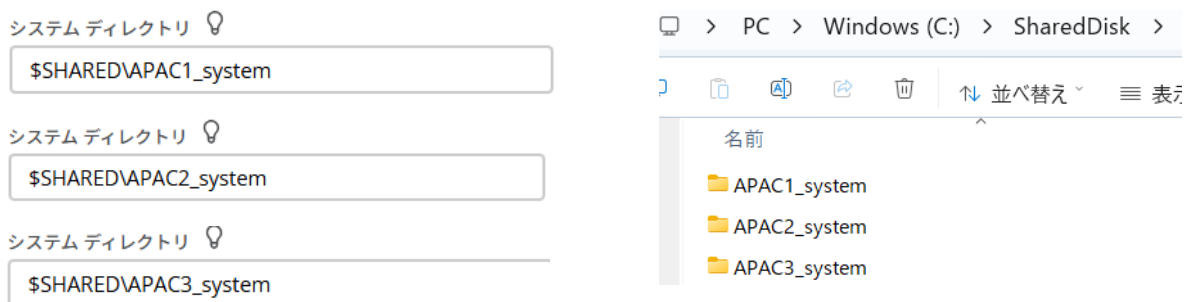 システム ディレクトリ
$SHARED\APAC1_system
システム ディレクトリ
$SHARED\APAC2_system
システム ディレクトリ
$SHARED\APAC3_system
PC > Windows (C:) > SharedDisk >
並べ替え 表示
名前
APAC1_system
APAC2_system
APAC3_system